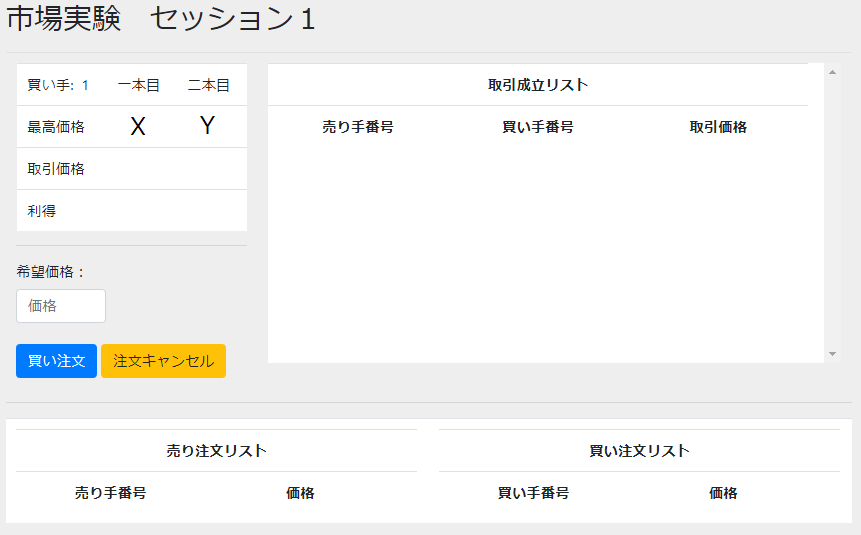 市場実験　セッション１
買い手: 1 一本目 二本目
最高価格 X Y
取引価格
利得
希望価格：
価格
買い注文 注文キャンセル
取引成立リスト
売り手番号 買い手番号 取引価格
売り注文リスト
売り手番号 価格
買い注文リスト
買い手番号 価格